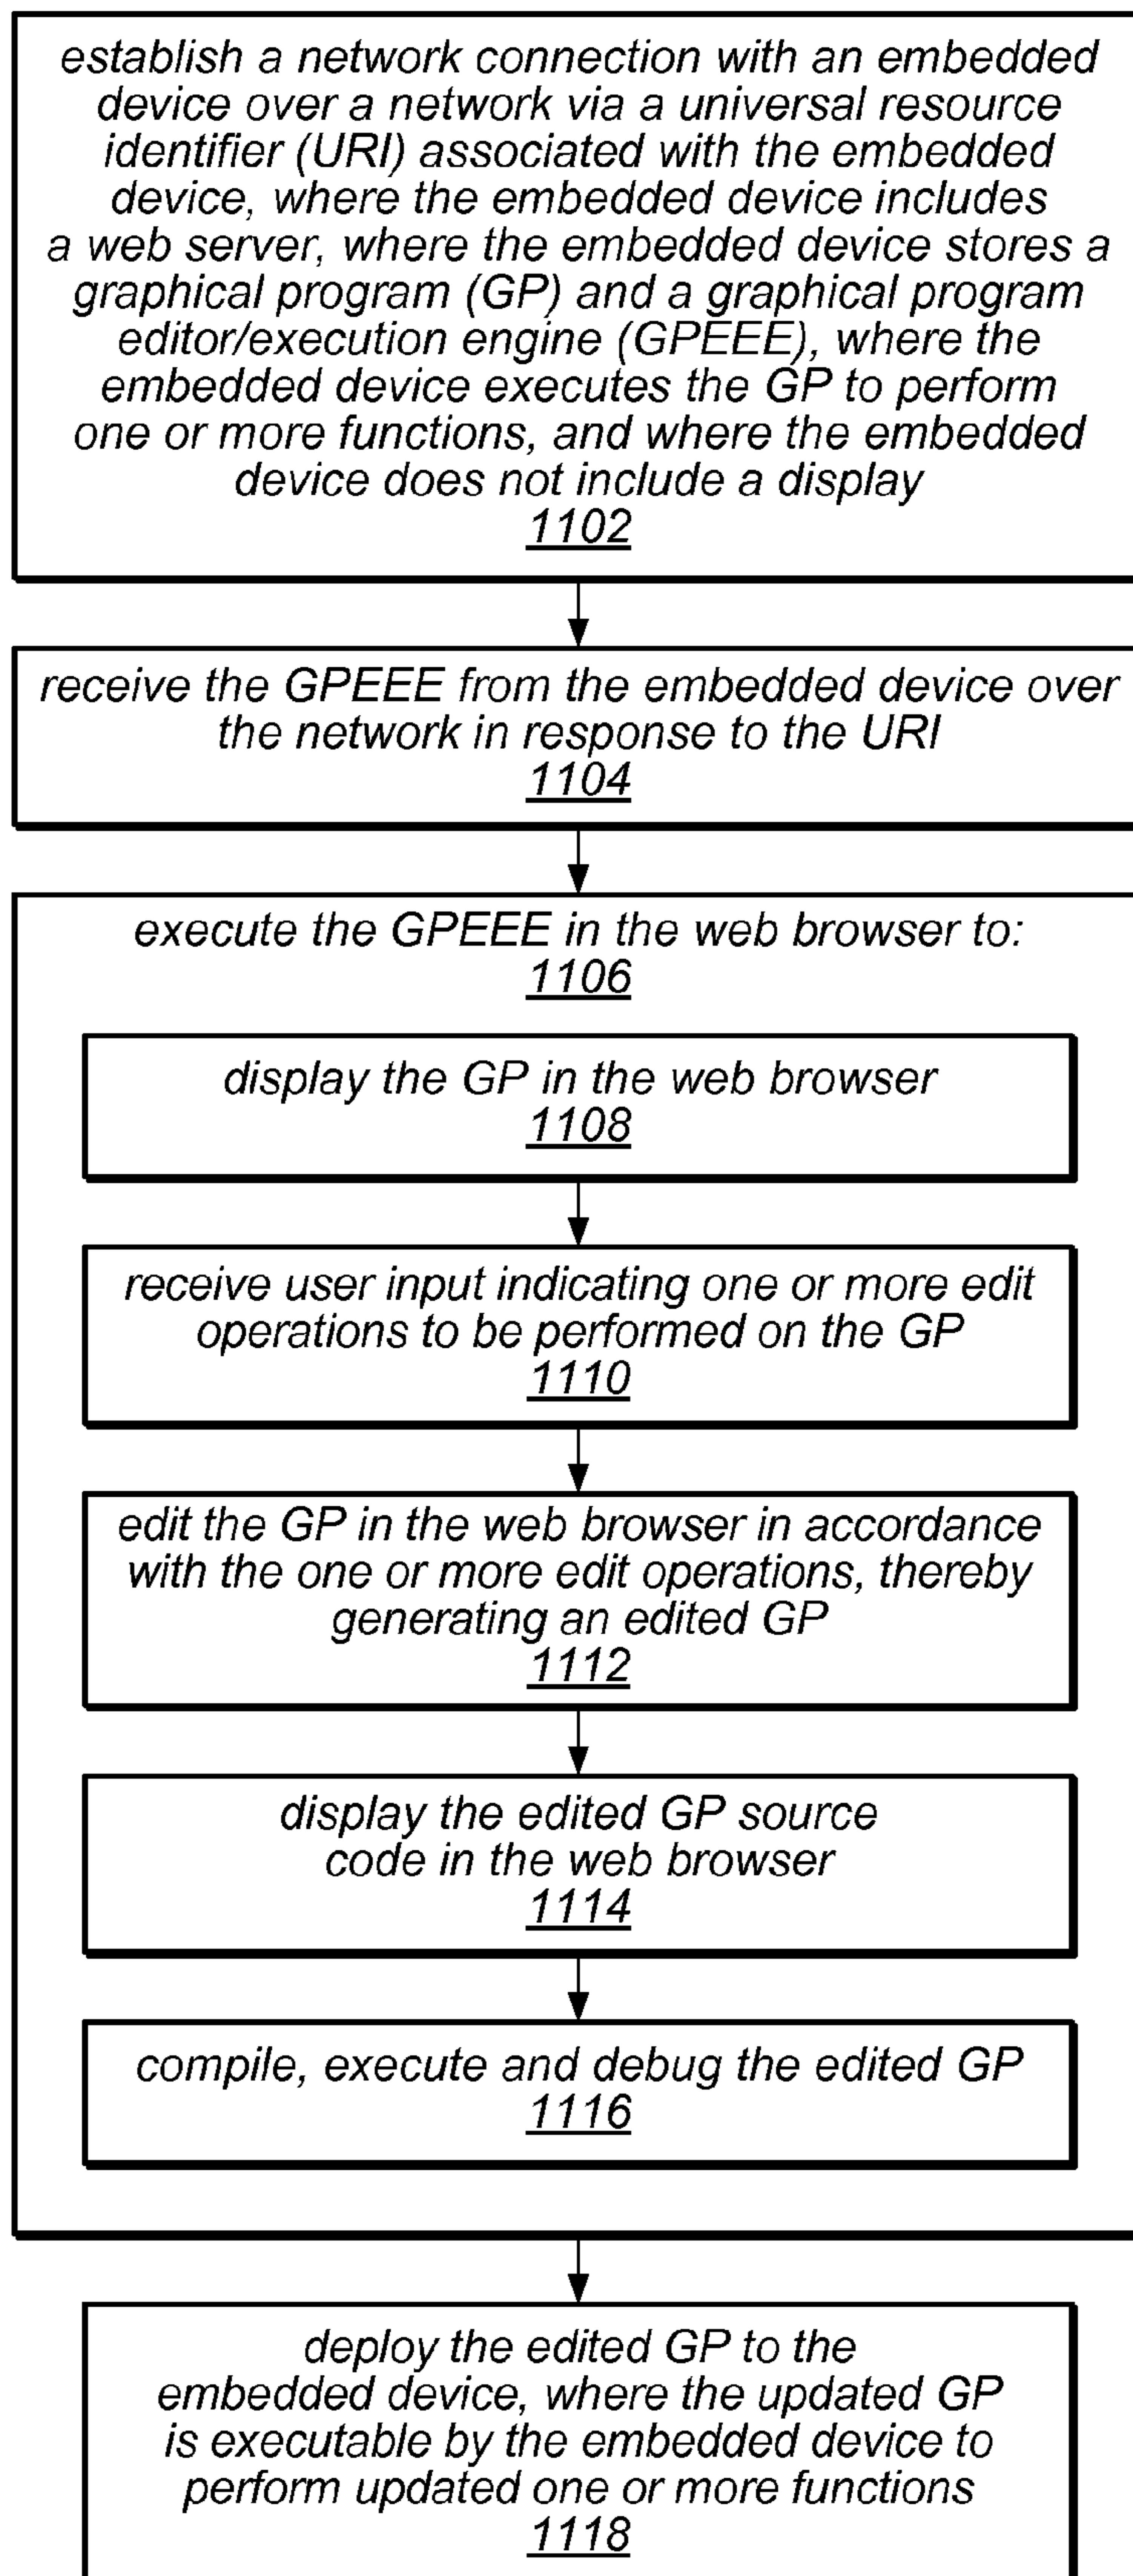 establish a network connection with an embedded
device over a network via a universal resource
identifier (URI) associated with the embedded
device, where the embedded device includes
a web server, where the embedded device stores a
graphical program (GP) and a graphical program
editor/execution engine (GPEEE), where the
embedded device executes the GP to perform
one or more functions, and where the embedded
device does not include a display
1102
receive the GPEEE from the embedded device over
the network in response to the URI
1104
execute the GPEEE in the web browser to:
1106
display the GP in the web browser
1108
receive user input indicating one or more edit
operations to be performed on the GP
1110
edit the GP in the web browser in accordance
with the one or more edit operations, thereby
generating an edited GP
1112
display the edited GP source
code in the web browser
1114
compile, execute and debug the edited GP
1116
deploy the edited GP to the
embedded device, where the updated GP
is executable by the embedded device to
perform updated one or more functions
1118